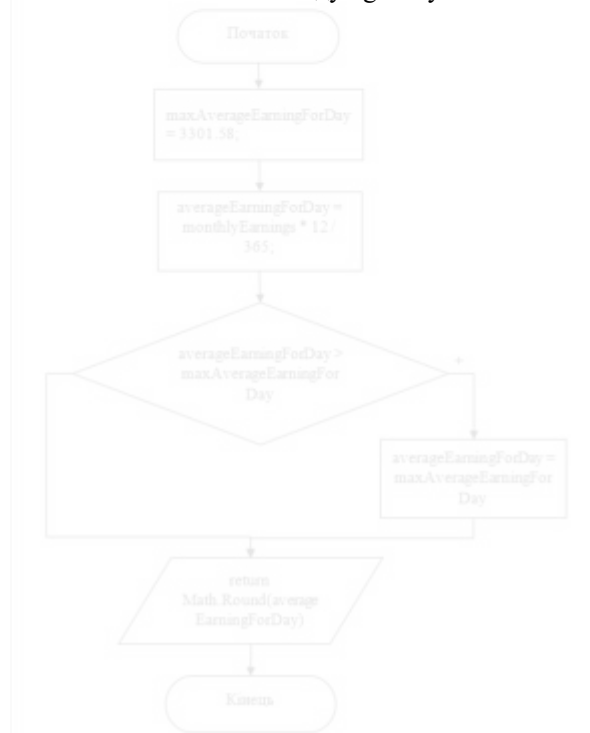 Початок
maxAverageEarningForDay
= 3301.58;
averageEarningForDay =
monthlyEarnings * 12 /
365;
averageEarningForDay >
maxAverageEarningFor
Day
+
averageEarningForDay =
maxAverageEarningFor
Day
return
Math.Round(average
EarningForDay)
Кінець